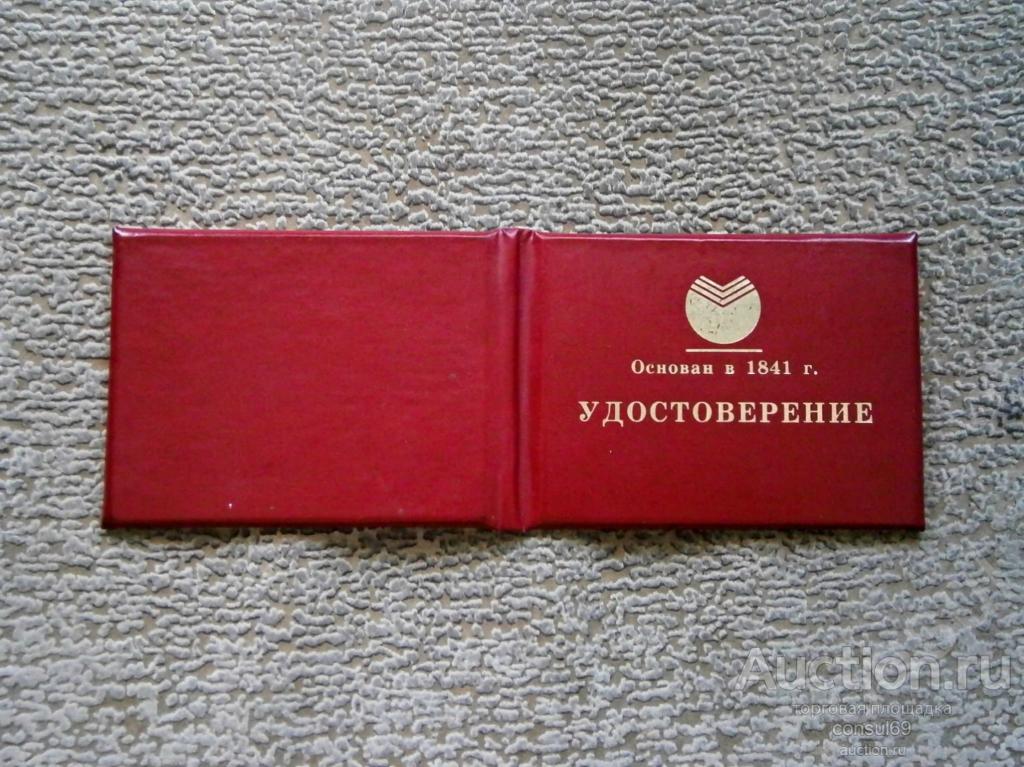 Основан в 1841 г.
УДОСТОВЕРЕНИЕ
Auction.ru
торговая площадка
consul69
auction.ru